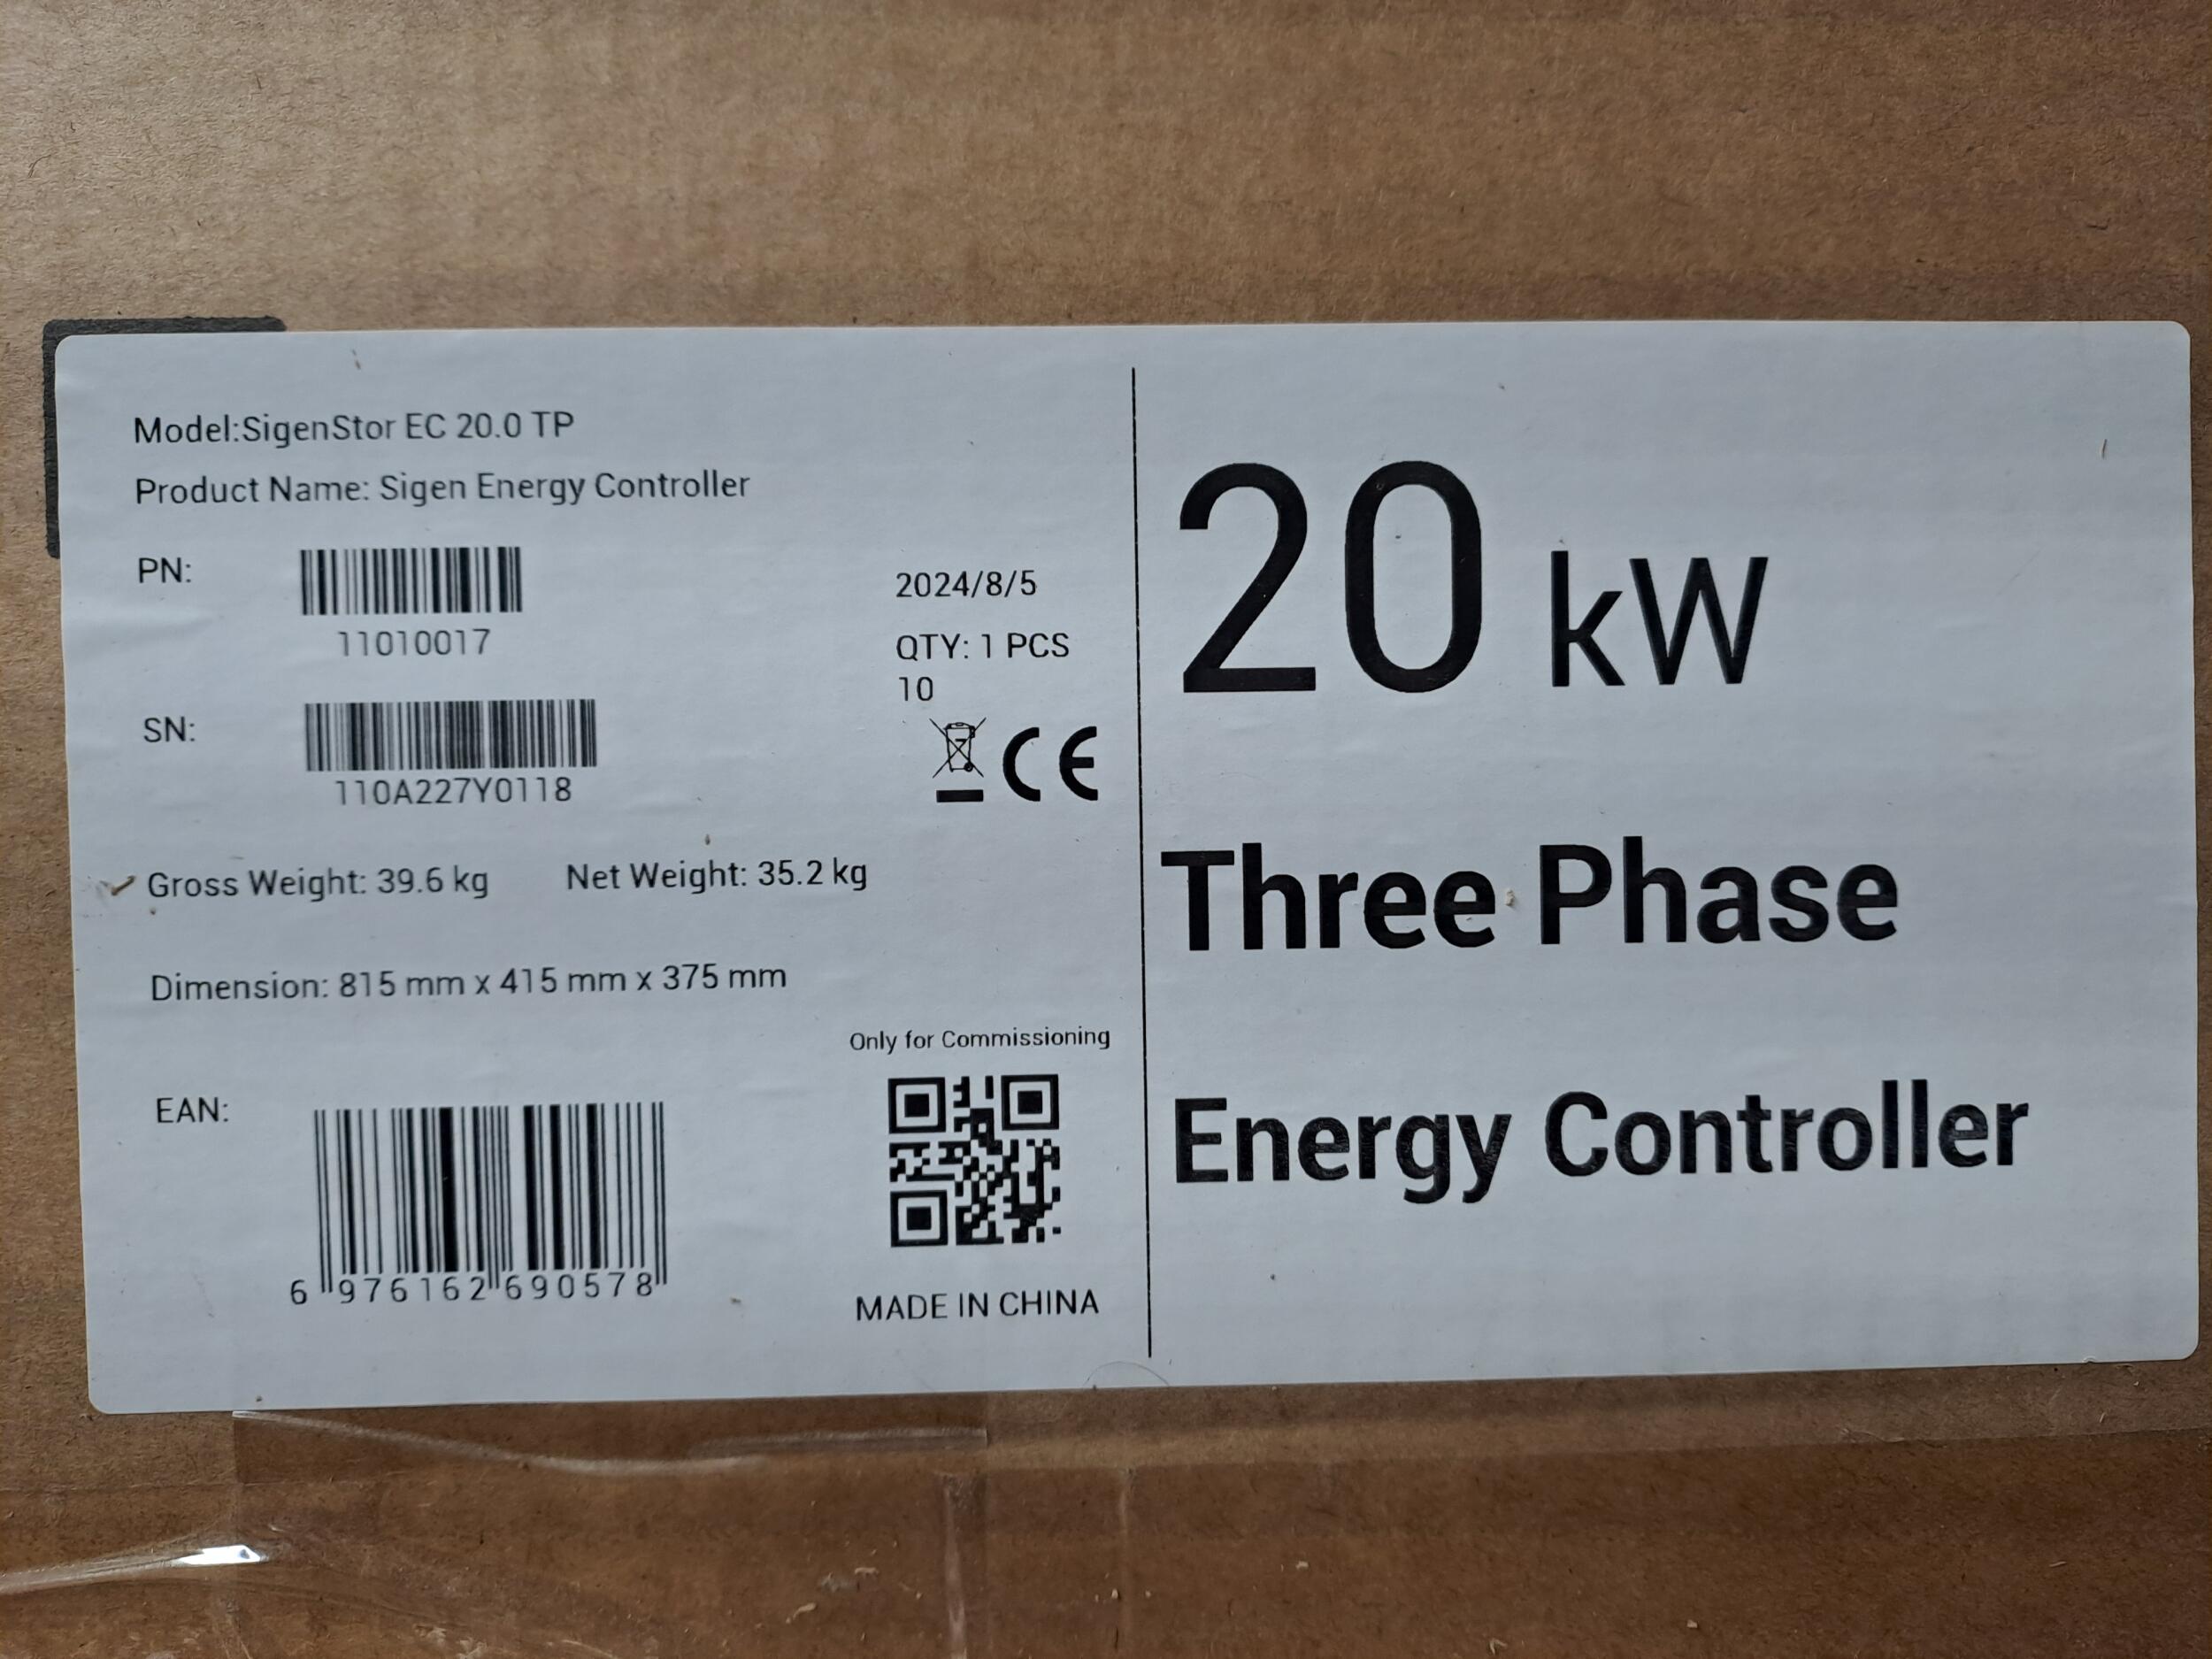 Model:SigenStor EC 20.0 TP
Product Name: Sigen Energy Controller
PN:
11010017
2024/8/5
QTY: 1 PCS
10
SN:
110A227Y0118
CE
Gross Weight: 39.6 kg Net Weight: 35.2 kg
Dimension: 815 mm x 415 mm x 375 mm
Only for Commissioning
EAN:
6 976162 690578
MADE IN CHINA
20 kW
Three Phase
Energy Controller